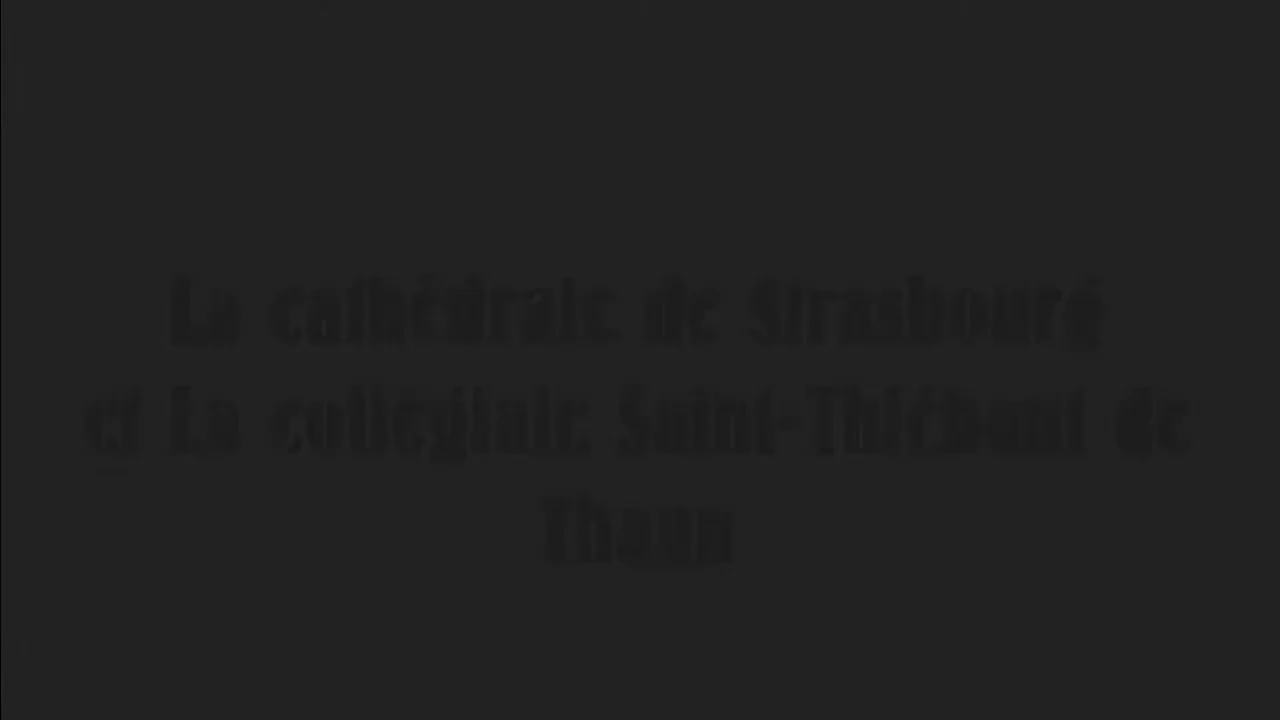 La cathédrale de Strasbourg
et La collégiale Saint-Thiébaut de
Thann